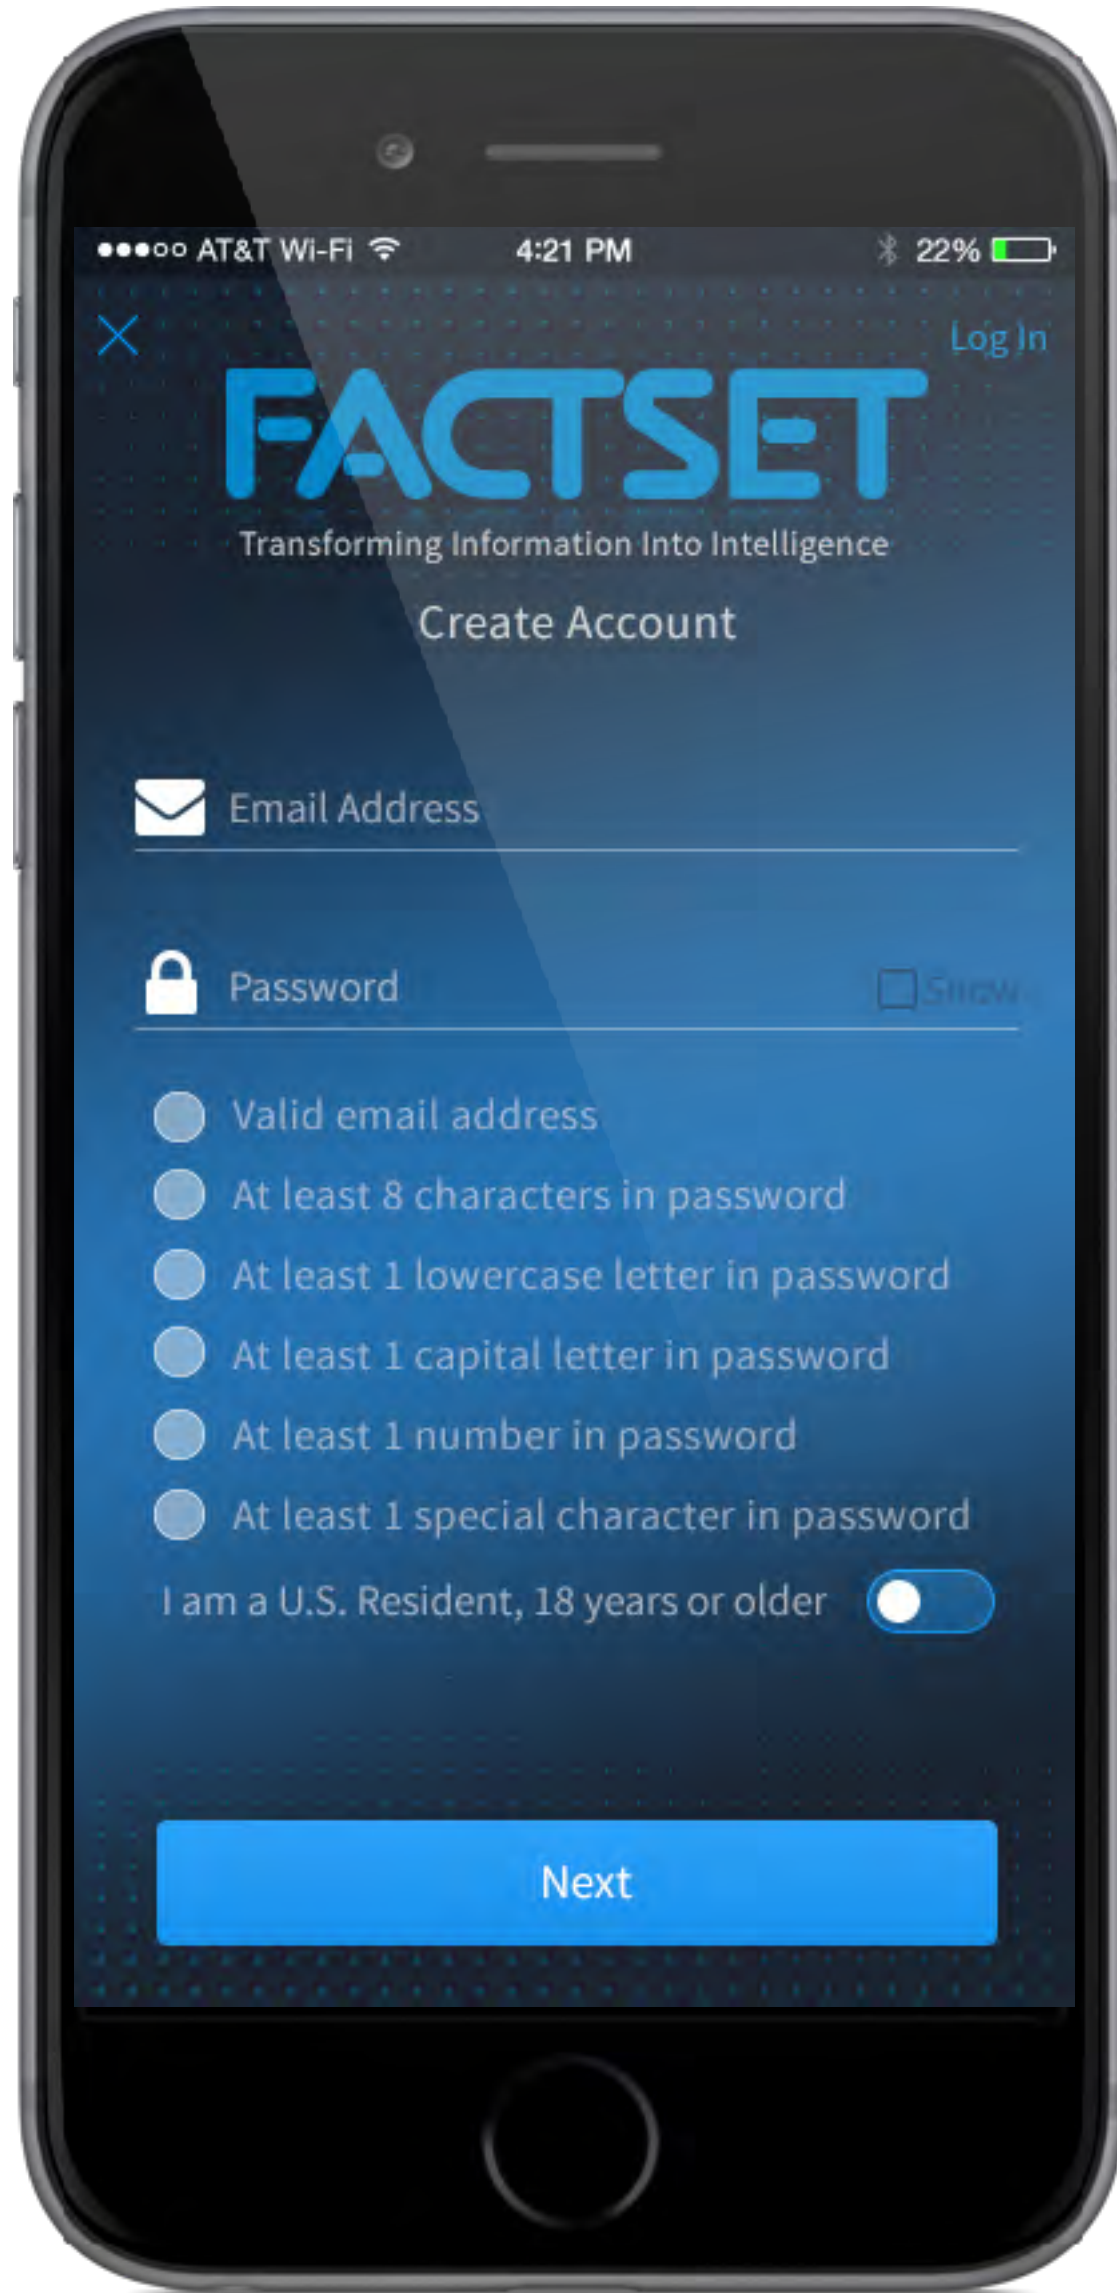 AT&T Wi-Fi 4:21 PM 22%
Log In
FACTSET
Transforming Information Into Intelligence
Create Account
Email Address
Password Show
Valid email address
At least 8 characters in password
At least 1 lowercase letter in password
At least 1 capital letter in password
At least 1 number in password
At least 1 special character in password
I am a U.S. Resident, 18 years or older
Next